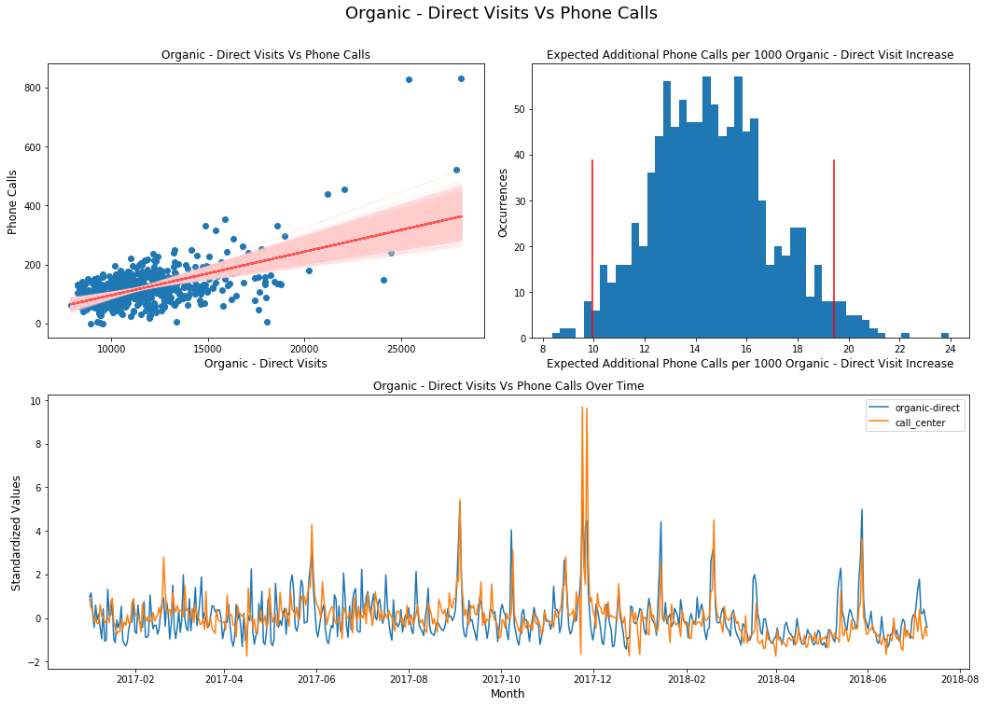 Organic - Direct Visits Vs Phone Calls
Organic - Direct Visits Vs Phone Calls
Phone Calls
800
600
400
200
0
10000 15000 20000 25000
Organic - Direct Visits
Expected Additional Phone Calls per 1000 Organic - Direct Visit Increase
Occurrences
50
40
30
20
10
0
8 10 12 14 16 18 20 22 24
Expected Additional Phone Calls per 1000 Organic - Direct Visit Increase
Organic - Direct Visits Vs Phone Calls Over Time
organic-direct
call_center
Standardized Values
10
8
6
4
2
0
−2
2017-02 2017-04 2017-06 2017-08 2017-10 2017-12 2018-02 2018-04 2018-06 2018-08
Month